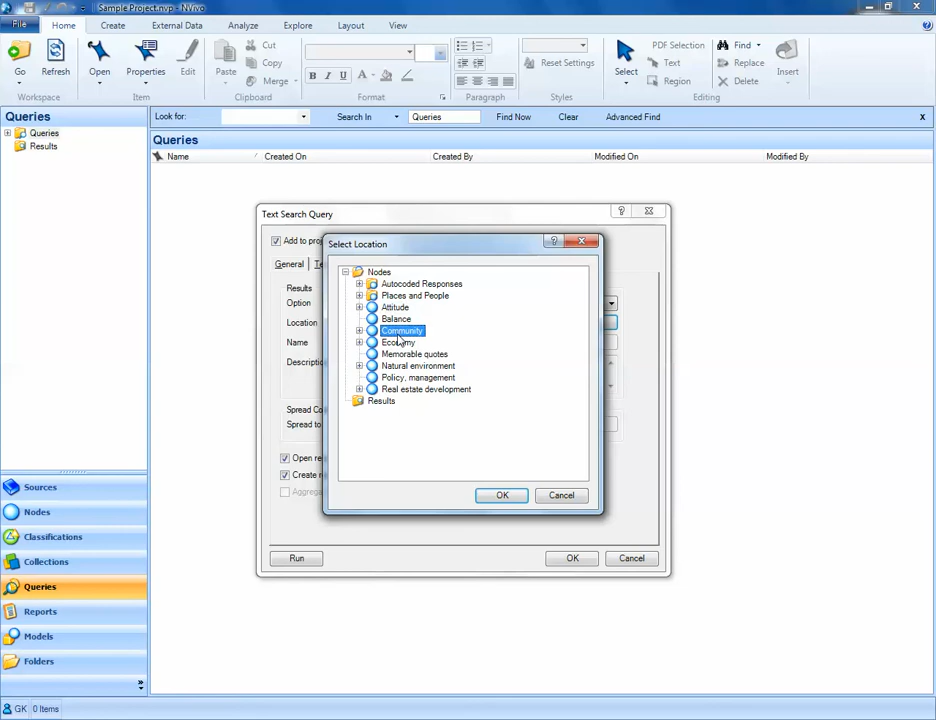 Sample Project.nvp - NVivo
File Home Create External Data Analyze Explore Layout View
Go Refresh Open Properties Edit Paste Cut Copy Merge
B I U A Reset Settings Select PDF Selection Text Region Find Replace Delete Insert
Workspace Item Clipboard Format Paragraph Styles Editing
Queries Look for: Search In Queries Find Now Clear Advanced Find x
Queries
Results
Queries
Name Created On Created By Modified On Modified By
Text Search Query
Add to
General
Results
Option
Location
Name
Spread to
Run OK Cancel
Select Location
Nodes
Autocoded Responses
Places and People
Attitude
Balance
Community
Economy
Memorable quotes
Natural environment
Policy, management
Real estate development
Results
OK Cancel
Sources
Nodes
Classifications
Collections
Queries
Reports
Models
Folders
GK 0 Items